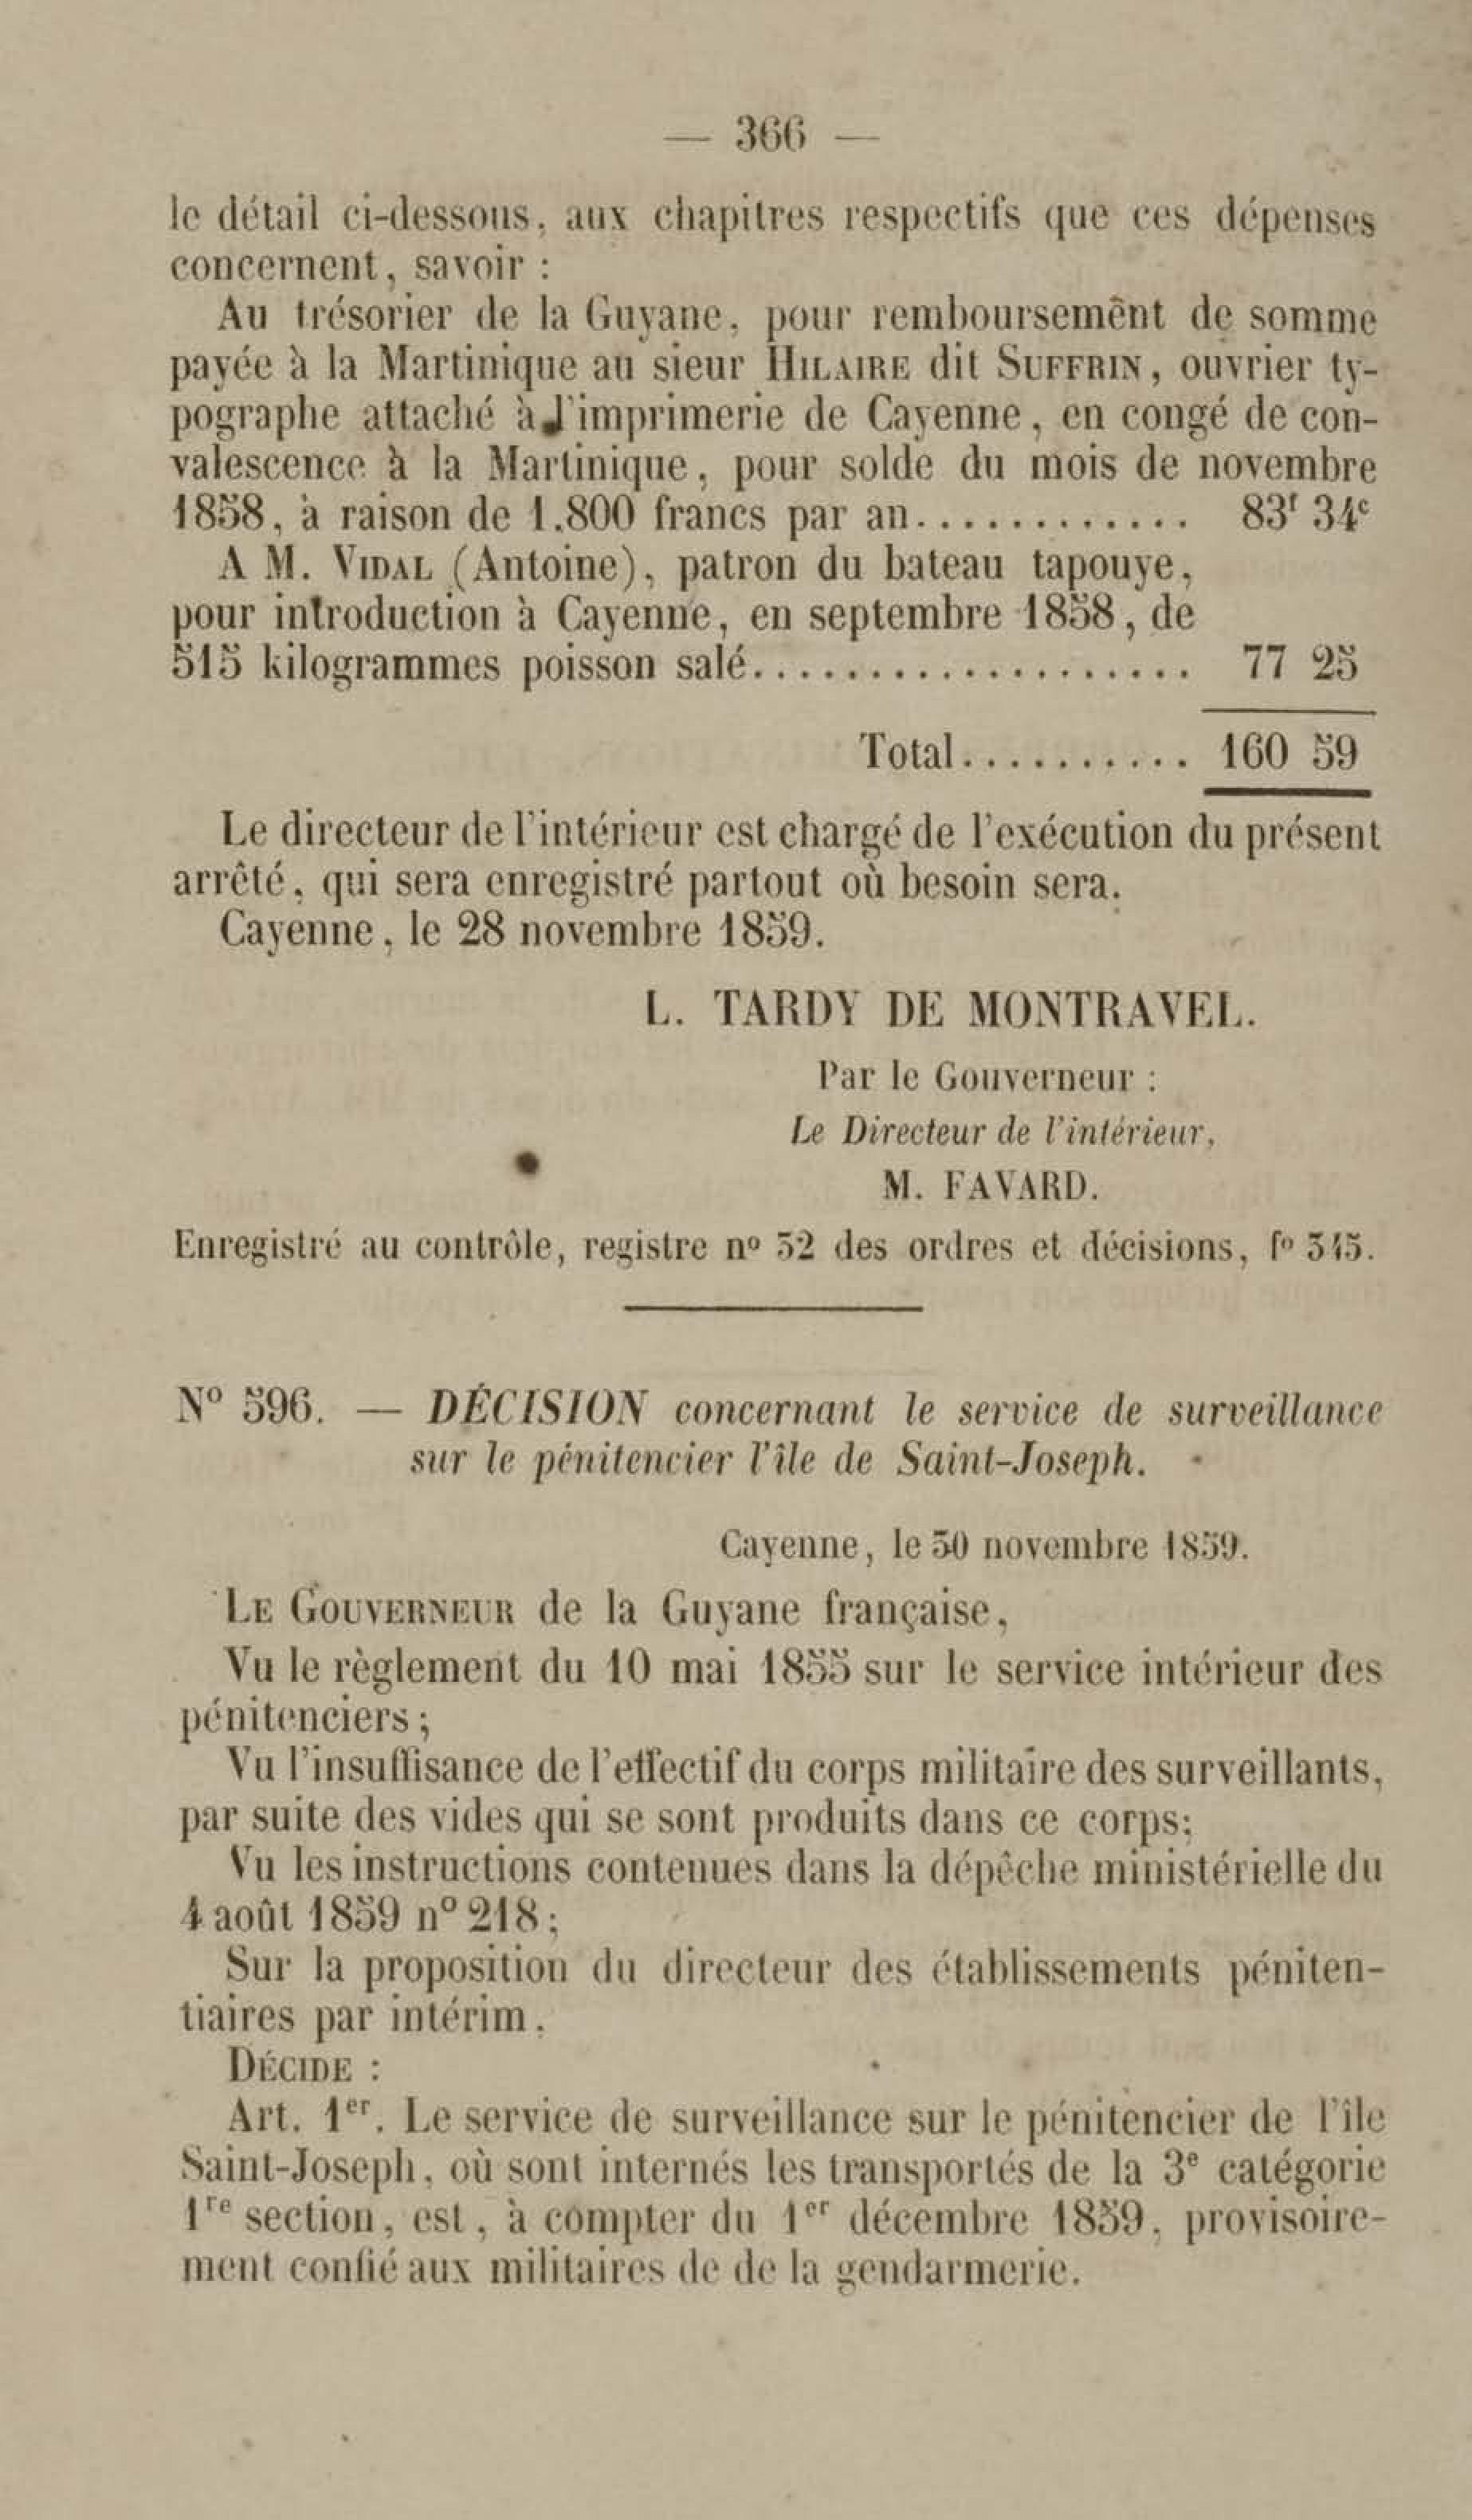 — 366 —
le détail ci-dessous, aux chapitres respectifs que ces dépenses
concernent, savoir :
Au trésorier de la Guyane, pour remboursement de somme
payée à la Martinique au sieur HILAIRE dit SUFFRIN, ouvrier ty-
pographe attaché à l'imprimerie de Cayenne, en congé de con-
valescence à la Martinique, pour solde du mois de novembre
1858, à raison de 1.800 francs par an............ 83f 34c
A M. VIDAL (Antoine), patron du bateau tapouye,
pour introduction à Cayenne, en septembre 1858, de
515 kilogrammes poisson salé................... 77 25
Total.......... 160 59
Le directeur de l'intérieur est chargé de l'exécution du présent
arrêté, qui sera enregistré partout où besoin sera.
Cayenne, le 28 novembre 1859.
L. TARDY DE MONTRAVEL.
Par le Gouverneur :
Le Directeur de l'intérieur,
M. FAVARD.
Enregistré au contrôle, registre nº 52 des ordres et décisions, fº 345.
Nº 596. — DÉCISION concernant le service de surveillance
sur le pénitencier l'île de Saint-Joseph.
Cayenne, le 30 novembre 1859.
LE GOUVERNEUR de la Guyane française,
Vu le règlement du 10 mai 1855 sur le service intérieur des
pénitenciers ;
Vu l'insuffisance de l'effectif du corps militaire des surveillants,
par suite des vides qui se sont produits dans ce corps;
Vu les instructions contenues dans la dépêche ministérielle du
4 août 1859 nº 218 ;
Sur la proposition du directeur des établissements péniten-
tiaires par intérim,
DÉCIDE :
Art. 1er. Le service de surveillance sur le pénitencier de l'île
Saint-Joseph, où sont internés les transportés de la 3e catégorie
1re section, est, à compter du 1er décembre 1859, provisoire-
ment confié aux militaires de de la gendarmerie.